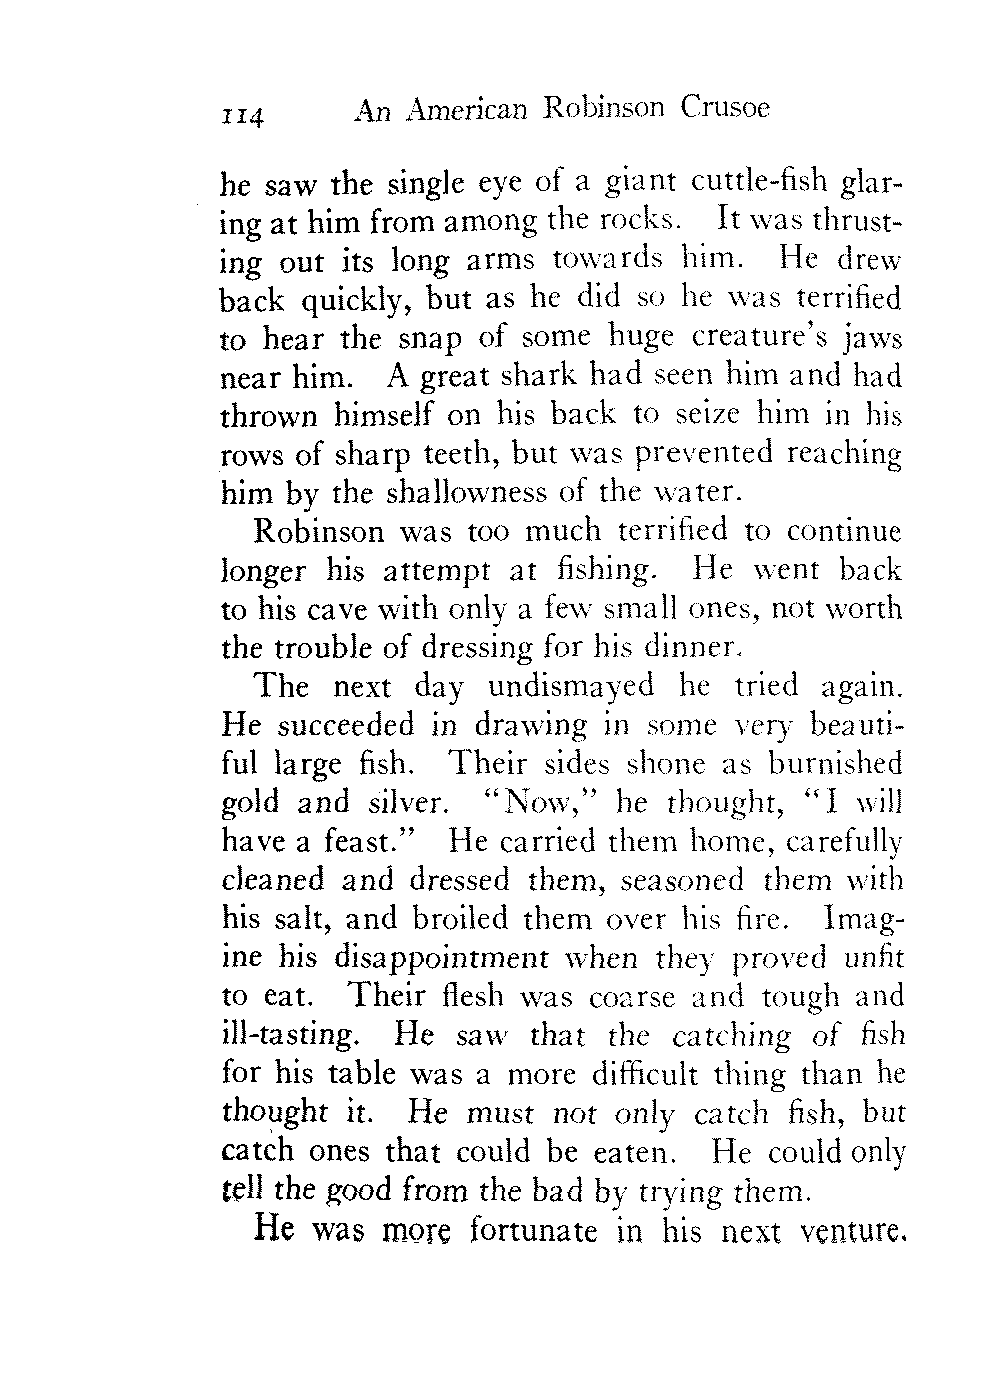 114 An American Robinson Crusoe
he saw the single eye of a giant cuttle-fish glar-
ing at him from among the rocks. It was thrust-
ing out its long arms towards him. He drew
back quickly, but as he did so he was terrified
to hear the snap of some huge creature's jaws
near him. A great shark had seen him and had
thrown himself on his back to seize him in his
rows of sharp teeth, but was prevented reaching
him by the shallowness of the water.
Robinson was too much terrified to continue
longer his attempt at fishing. He went back
to his cave with only a few small ones, not worth
the trouble of dressing for his dinner.
The next day undismayed he tried again.
He succeeded in drawing in some very beauti-
ful large fish. Their sides shone as burnished
gold and silver. "Now," he thought, "I will
have a feast." He carried them home, carefully
cleaned and dressed them, seasoned them with
his salt, and broiled them over his fire. Imag-
ine his disappointment when they proved unfit
to eat. Their flesh was coarse and tough and
ill-tasting. He saw that the catching of fish
for his table was a more difficult thing than he
thought it. He must not only catch fish, but
catch ones that could be eaten. He could only
tell the good from the bad by trying them.
He was more fortunate in his next venture.